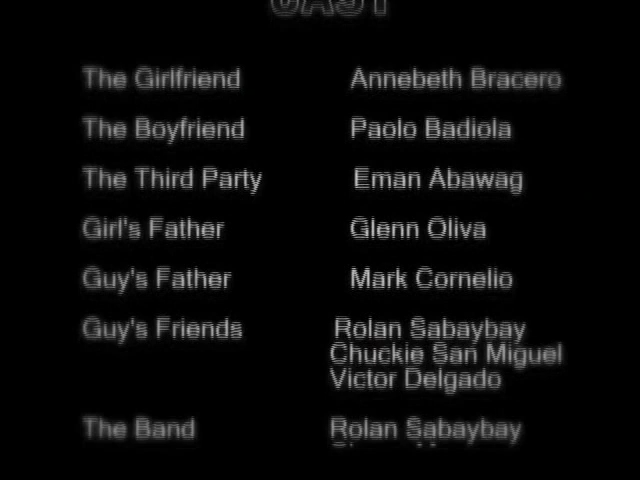 CAST
The Girlfriend Annebeth Bracero
The Boyfriend Paolo Badiola
The Third Party Eman Abawag
Girl's Father Glenn Oliva
Guy's Father Mark Cornelio
Guy's Friends Rolan Sabaybay
Chuckie San Miguel
Victor Delgado
The Band Rolan Sabaybay